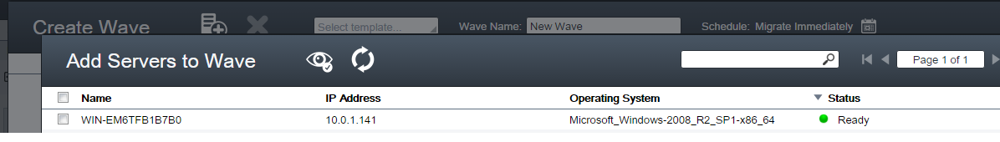 Create Wave Select template... Wave Name: New Wave Schedule: Migrate Immediately
Add Servers to Wave Page 1 of 1
Name IP Address Operating System Status
WIN-EM6TFB1B7B0 10.0.1.141 Microsoft_Windows-2008_R2_SP1-x86_64 Ready